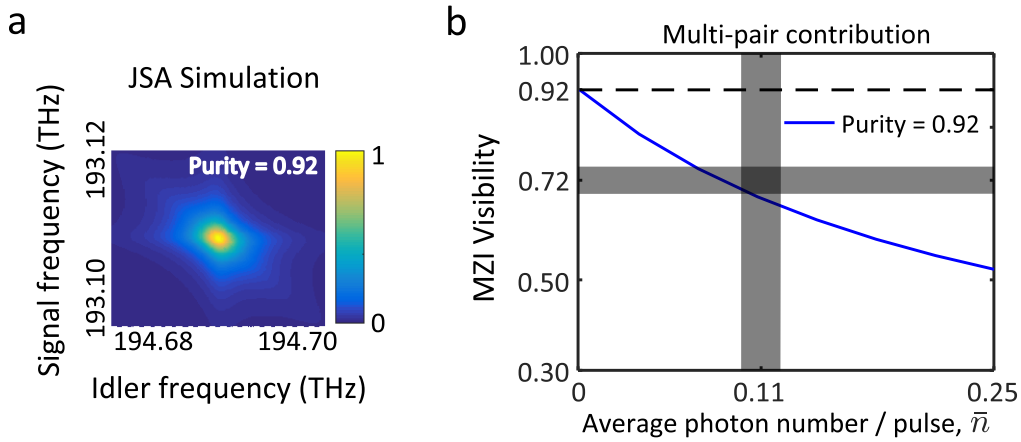 a
JSA Simulation
Signal frequency (THz)
193.12
193.10
Purity = 0.92
1
0
194.68
194.70
Idler frequency (THz)
b
Multi-pair contribution
MZI Visibility
1.00
0.92
0.72
0.50
0.30
Purity = 0.92
0
0.11
0.25
Average photon number / pulse, n̄